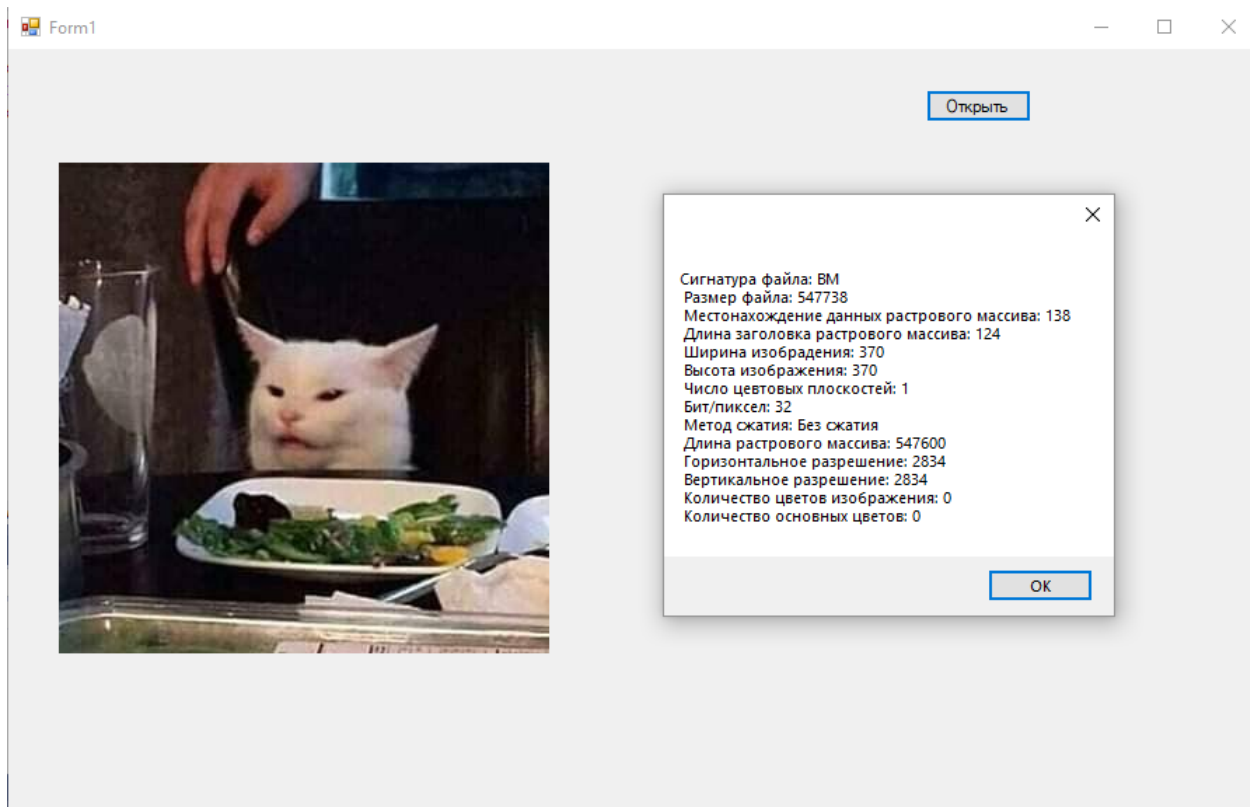 Form1
Открыть
Сигнатура файла: BM
Размер файла: 547738
Местонахождение данных растрового массива: 138
Длина заголовка растрового массива: 124
Ширина изобрадения: 370
Высота изображения: 370
Число цевтовых плоскостей: 1
Бит/пиксел: 32
Метод сжатия: Без сжатия
Длина растрового массива: 547600
Горизонтальное разрешение: 2834
Вертикальное разрешение: 2834
Количество цветов изображения: 0
Количество основных цветов: 0
OK